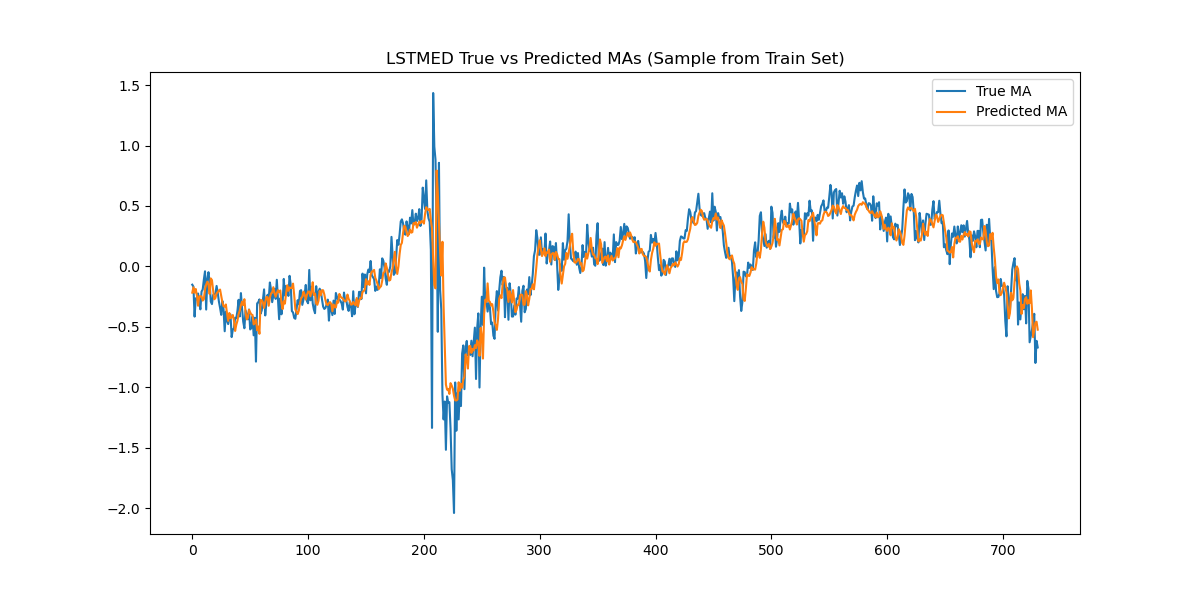 LSTMED True vs Predicted MAs (Sample from Train Set)
True MA
Predicted MA
1.5
1.0
0.5
0.0
−0.5
−1.0
−1.5
−2.0
0 100 200 300 400 500 600 700